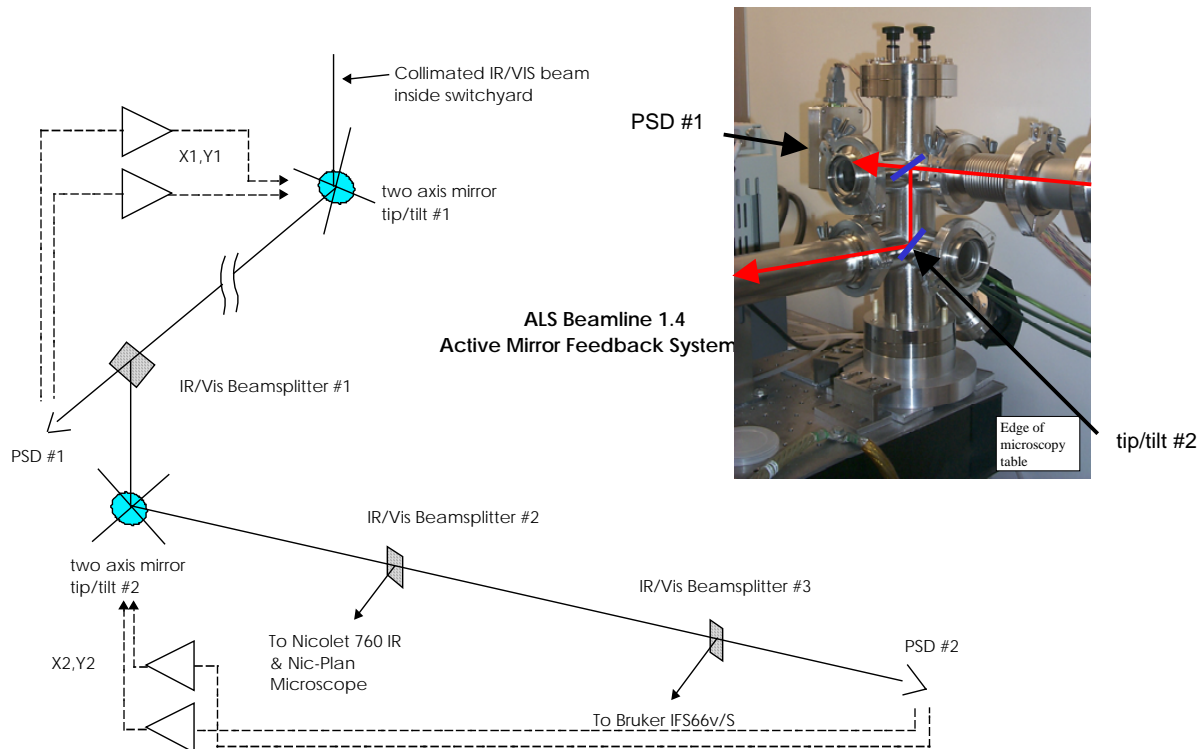 Collimated IR/VIS beam
inside switchyard
X1,Y1
two axis mirror
tip/tilt #1
PSD #1
ALS Beamline 1.4
Active Mirror Feedback System
IR/Vis Beamsplitter #1
PSD #1
Edge of
microscopy
table
tip/tilt #2
IR/Vis Beamsplitter #2
two axis mirror
tip/tilt #2
IR/Vis Beamsplitter #3
To Nicolet 760 IR
& Nic-Plan
Microscope
PSD #2
X2,Y2
To Bruker IFS66v/S